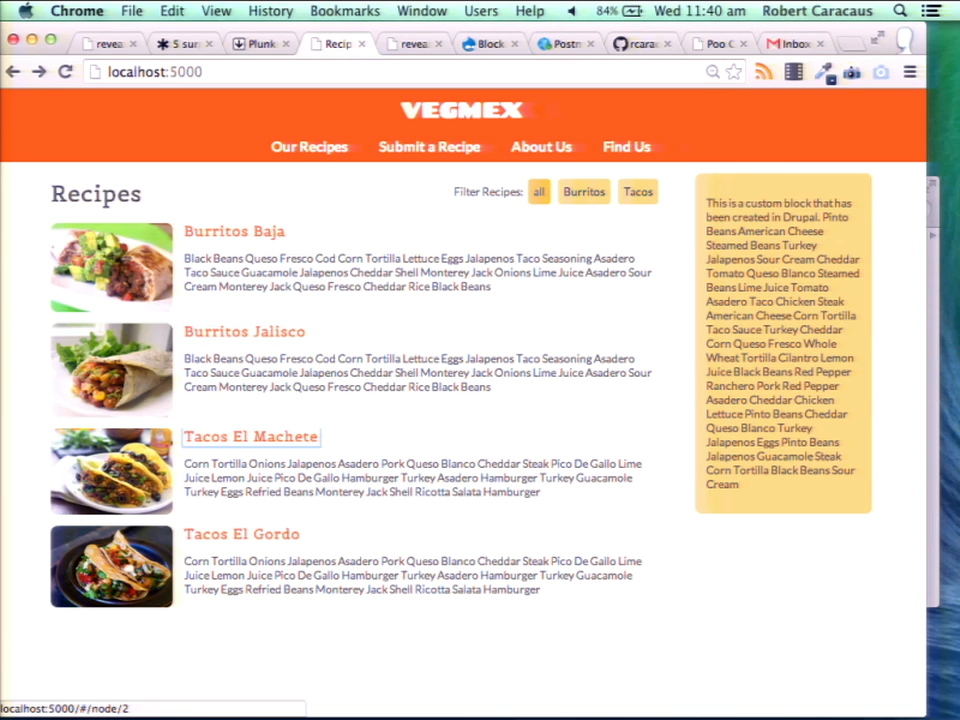 Chrome File Edit View History Bookmarks Window Users Help 84% Wed 11:40 am Robert Caracaus
revea 5 sur Plunk Recip revea Block Postm rcarac Poo C Inbox
localhost:5000
VEGMEX
Our Recipes Submit a Recipe About Us Find Us
Recipes
Filter Recipes: all Burritos Tacos
Burritos Baja
Black Beans Queso Fresco Cod Corn Tortilla Lettuce Eggs Jalapenos Taco Seasoning Asadero
Taco Sauce Guacamole Jalapenos Cheddar Shell Monterey Jack Onions Lime Juice Asadero Sour
Cream Monterey Jack Queso Fresco Cheddar Rice Black Beans
Burritos Jalisco
Black Beans Queso Fresco Cod Corn Tortilla Lettuce Eggs Jalapenos Taco Seasoning Asadero
Taco Sauce Guacamole Jalapenos Cheddar Shell Monterey Jack Onions Lime Juice Asadero Sour
Cream Monterey Jack Queso Fresco Cheddar Rice Black Beans
Tacos El Machete
Corn Tortilla Onions Jalapenos Asadero Pork Queso Blanco Cheddar Steak Pico De Gallo Lime
Juice Lemon Juice Pico De Gallo Hamburger Turkey Asadero Hamburger Turkey Guacamole
Turkey Eggs Refried Beans Monterey Jack Shell Ricotta Salata Hamburger
Tacos El Gordo
Corn Tortilla Onions Jalapenos Asadero Pork Queso Blanco Cheddar Steak Pico De Gallo Lime
Juice Lemon Juice Pico De Gallo Hamburger Turkey Asadero Hamburger Turkey Guacamole
Turkey Eggs Refried Beans Monterey Jack Shell Ricotta Salata Hamburger
This is a custom block that has
been created in Drupal. Pinto
Beans American Cheese
Steamed Beans Turkey
Jalapenos Sour Cream Cheddar
Tomato Queso Blanco Steamed
Beans Lime Juice Tomato
Asadero Taco Chicken Steak
American Cheese Corn Tortilla
Taco Sauce Turkey Cheddar
Corn Queso Fresco Whole
Wheat Tortilla Cilantro Lemon
Juice Black Beans Red Pepper
Ranchero Pork Red Pepper
Asadero Cheddar Chicken
Lettuce Pinto Beans Cheddar
Queso Blanco Turkey
Jalapenos Eggs Pinto Beans
Jalapenos Guacamole Steak
Corn Tortilla Black Beans Sour
Cream
localhost:5000/#/node/2